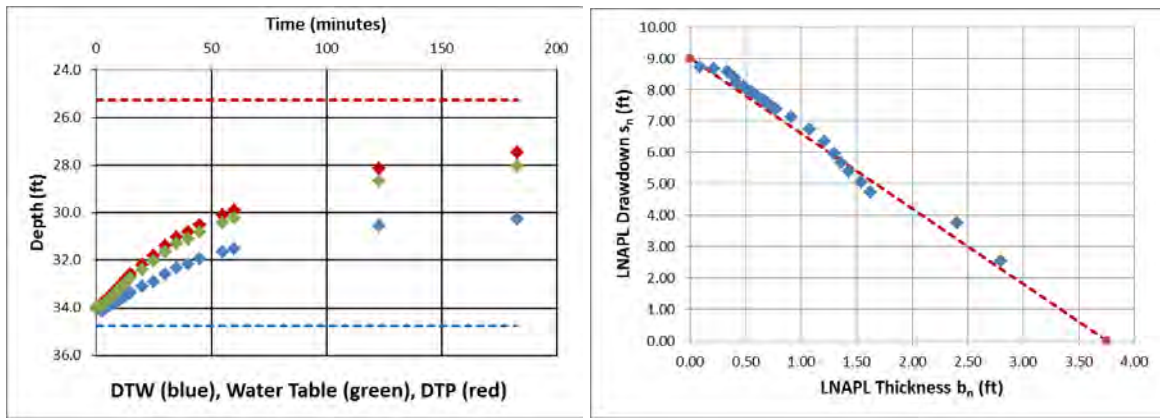 Time (minutes)
0 50 100 150 200
24.0
26.0
28.0
30.0
32.0
34.0
36.0
Depth (ft)
DTW (blue), Water Table (green), DTP (red)
10.00
9.00
8.00
7.00
6.00
5.00
4.00
3.00
2.00
1.00
0.00
LNAPL Drawdown sn (ft)
0.00 0.50 1.00 1.50 2.00 2.50 3.00 3.50 4.00
LNAPL Thickness bn (ft)